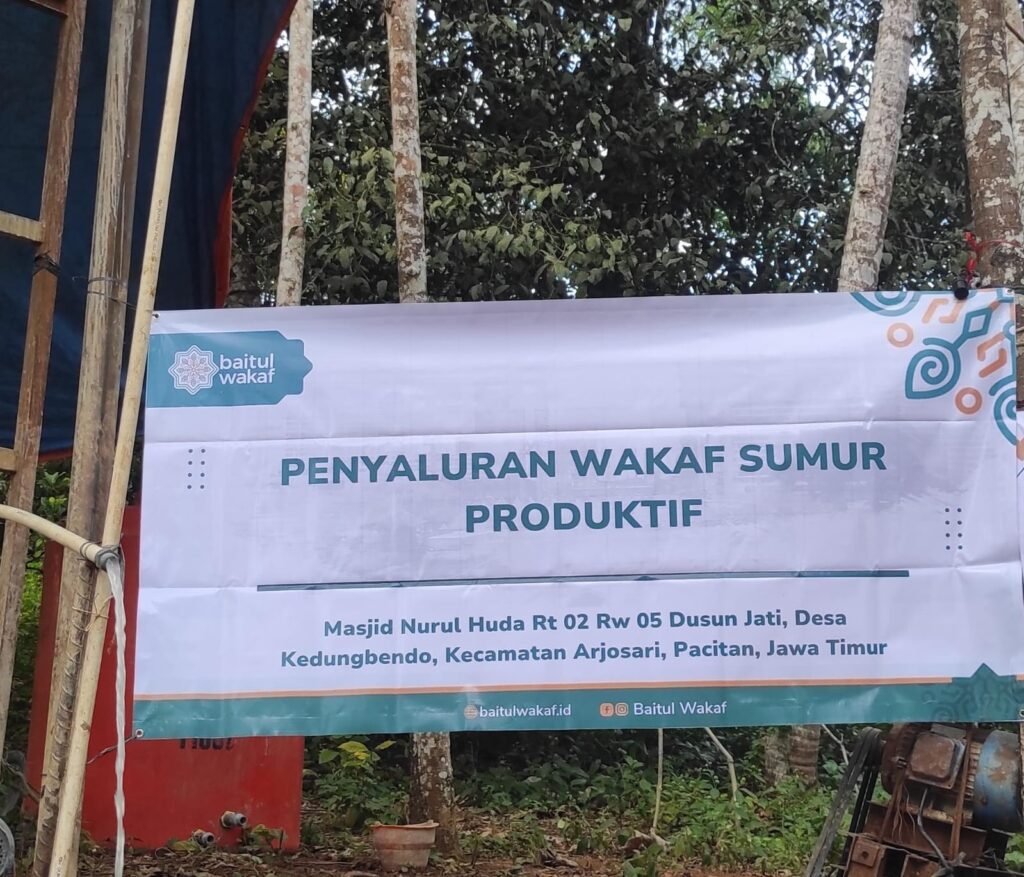 baitul
wakaf
PENYALURAN WAKAF SUMUR
PRODUKTIF
Masjid Nurul Huda Rt 02 Rw 05 Dusun Jati, Desa
Kedungbendo, Kecamatan Arjosari, Pacitan, Jawa Timur
baitulwakaf.id Baitul Wakaf